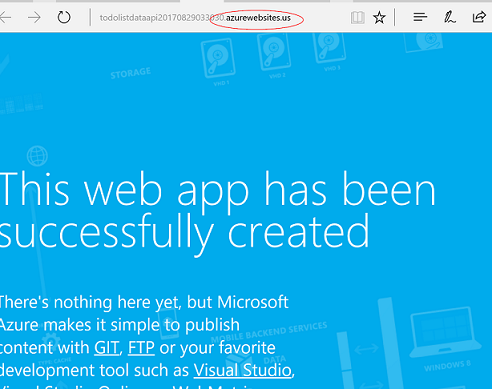 todolistdataapi20170829033930.azurewebsites.us
STORAGE
VHD 1
VHD 2
VHD 3
This web app has been
successfully created
There's nothing here yet, but Microsoft
Azure makes it simple to publish
content with GIT, FTP or your favorite
development tool such as Visual Studio,
MOBILE BACKEND SERVICES
DATA
WINDOWS 8